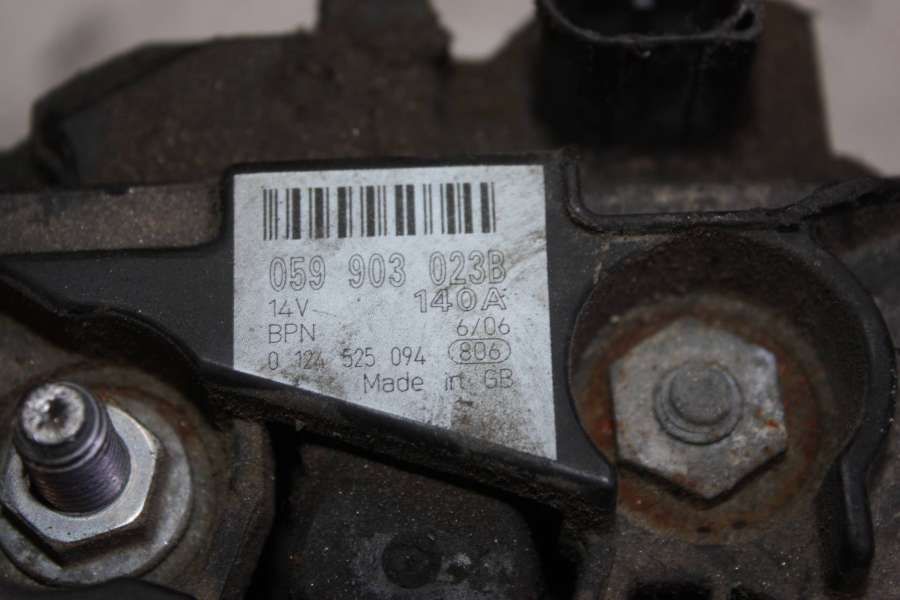 059 903 023B
14V 140A
BPN 6/06
0 124 525 094 806
Made in GB